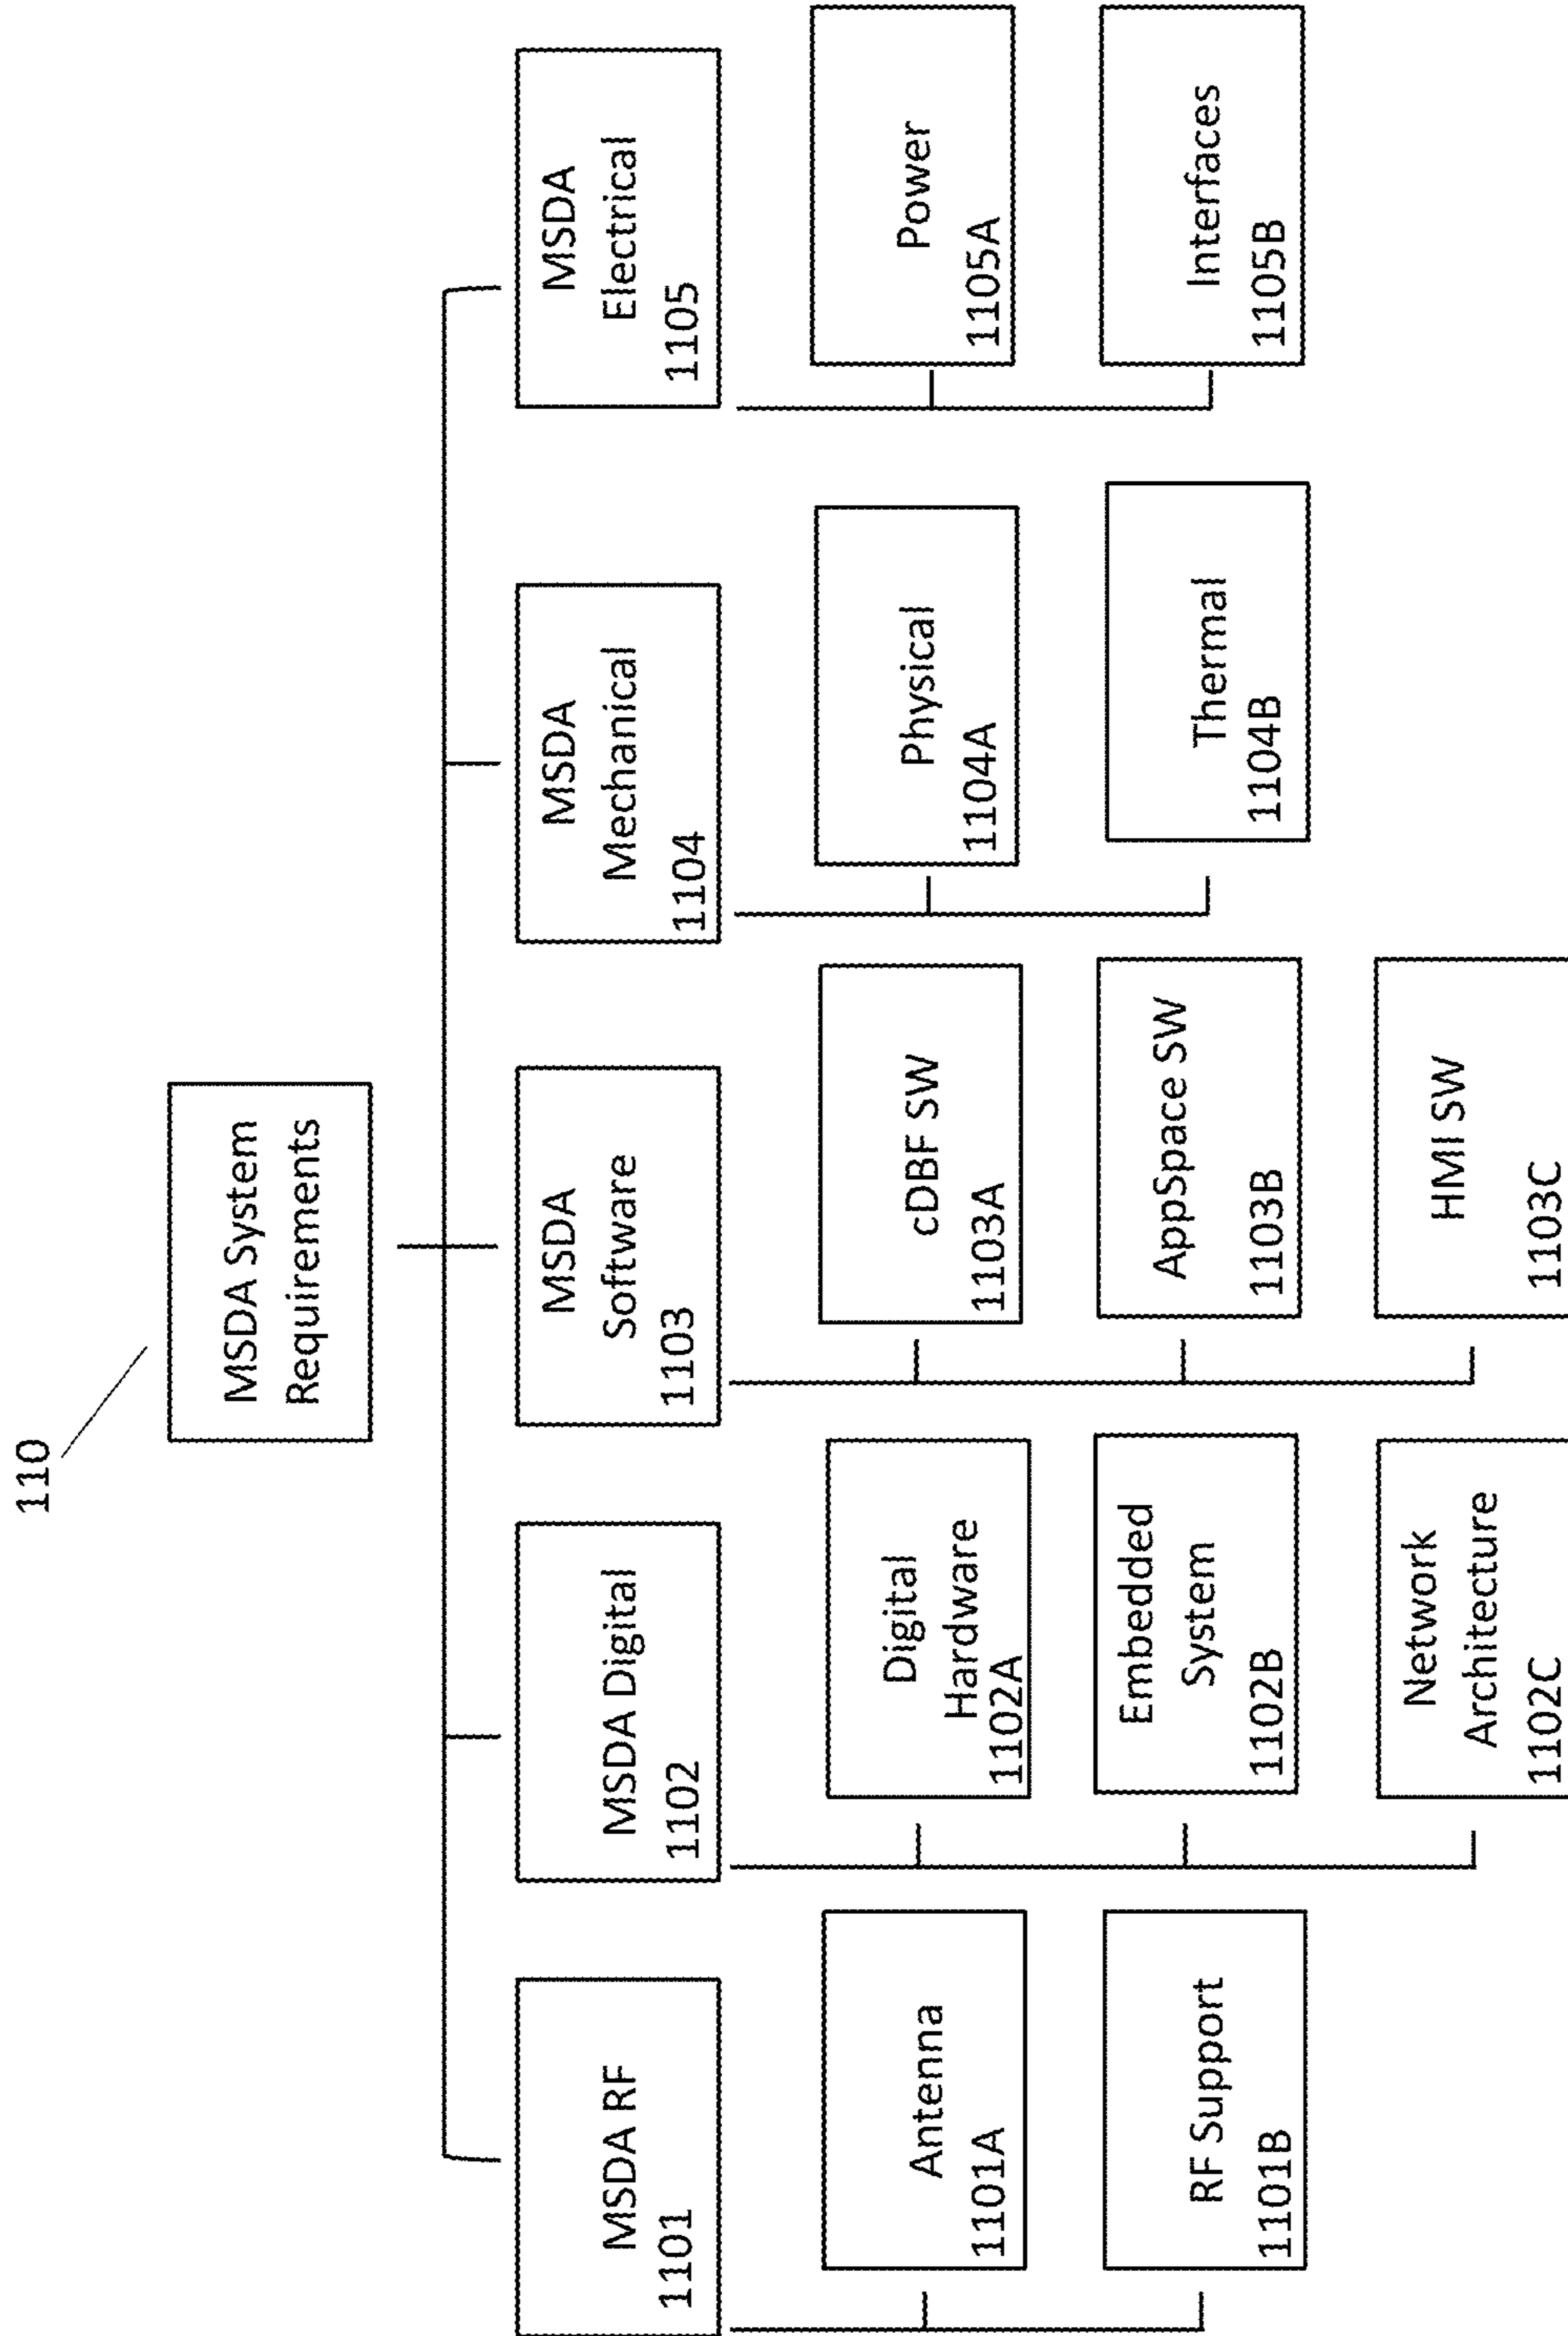 110
MSDA System
Requirements
MSDA RF
1101
MSDA Digital
1102
MSDA
Software
1103
MSDA
Mechanical
1104
MSDA
Electrical
1105
Antenna
1101A
RF Support
1101B
Digital
Hardware
1102A
Embedded
System
1102B
Network
Architecture
1102C
cDBF SW
1103A
AppSpace SW
1103B
HMI SW
1103C
Physical
1104A
Thermal
1104B
Power
1105A
Interfaces
1105B